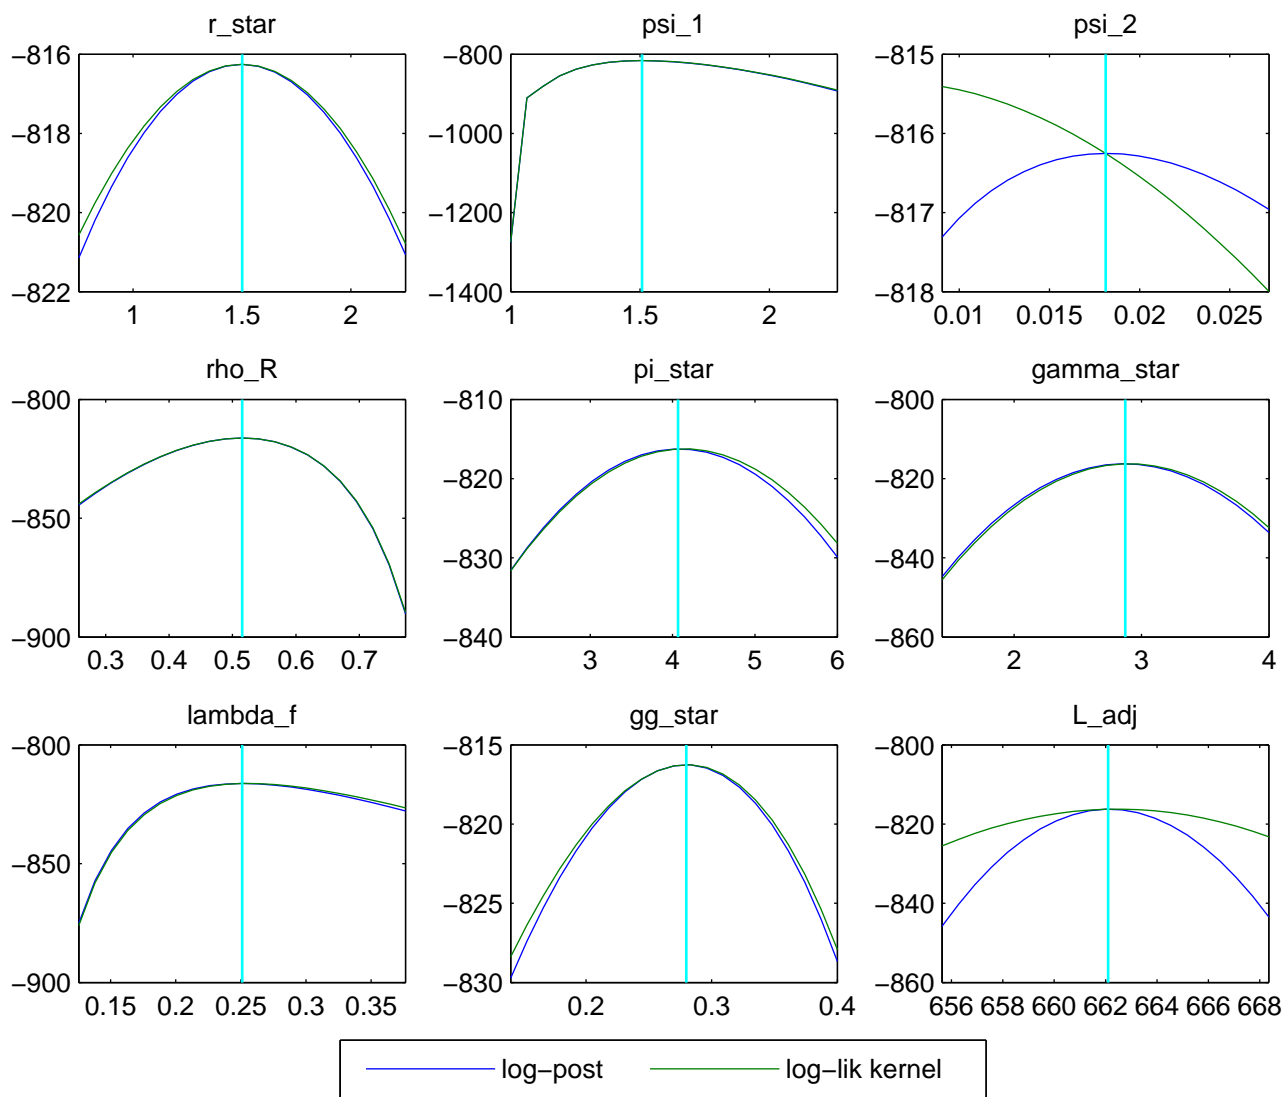 r_star psi_1 psi_2
−816 −800 −815
−818 −1000 −816
−820 −1200 −817
−822 −1400 −818
1 1.5 2 1 1.5 2 0.01 0.015 0.02 0.025
rho_R pi_star gamma_star
−800 −810 −800
−820 −820
−850
−830 −840
−900 −840 −860
0.3 0.4 0.5 0.6 0.7 3 4 5 6 2 3 4
lambda_f gg_star L_adj
−800 −815 −800
−820 −820
−850
−825 −840
−900 −830 −860
0.15 0.2 0.25 0.3 0.35 0.2 0.3 0.4 656 658 660 662 664 666 668
log−post log−lik kernel